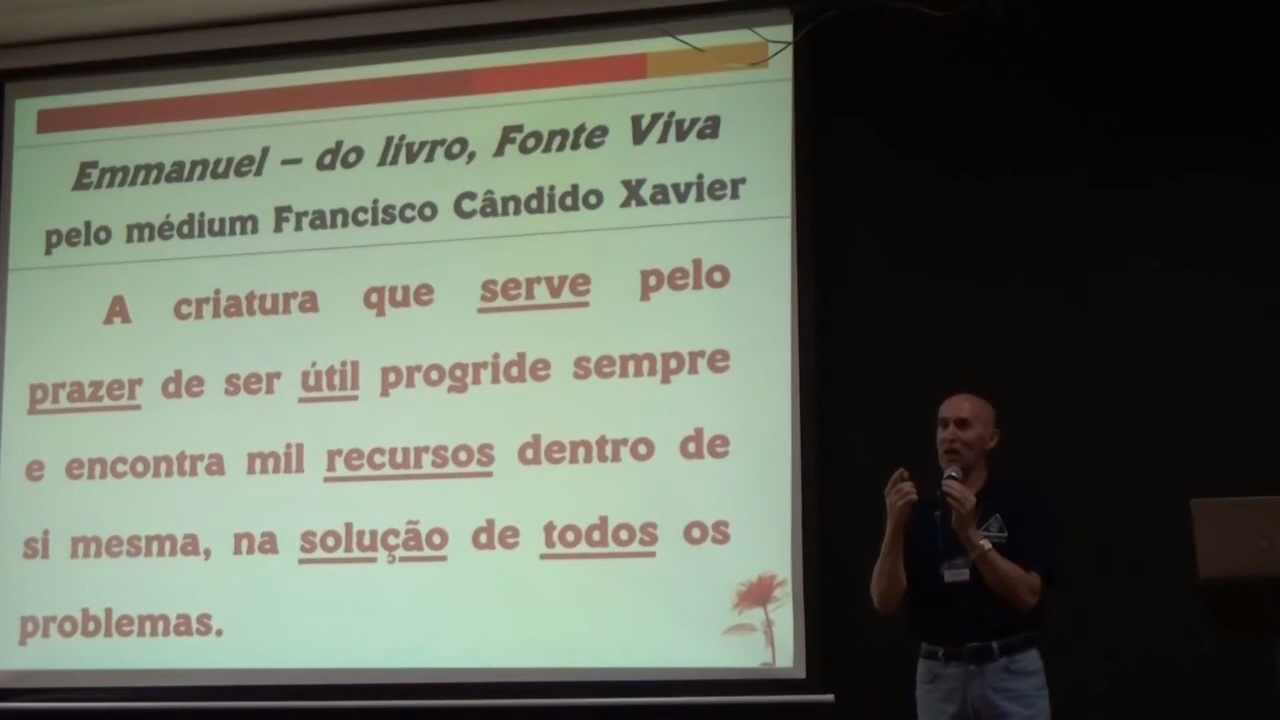 Emmanuel – do livro, Fonte Viva
pelo médium Francisco Cândido Xavier
A criatura que serve pelo
prazer de ser útil progride sempre
e encontra mil recursos dentro de
si mesma, na solução de todos os
problemas.